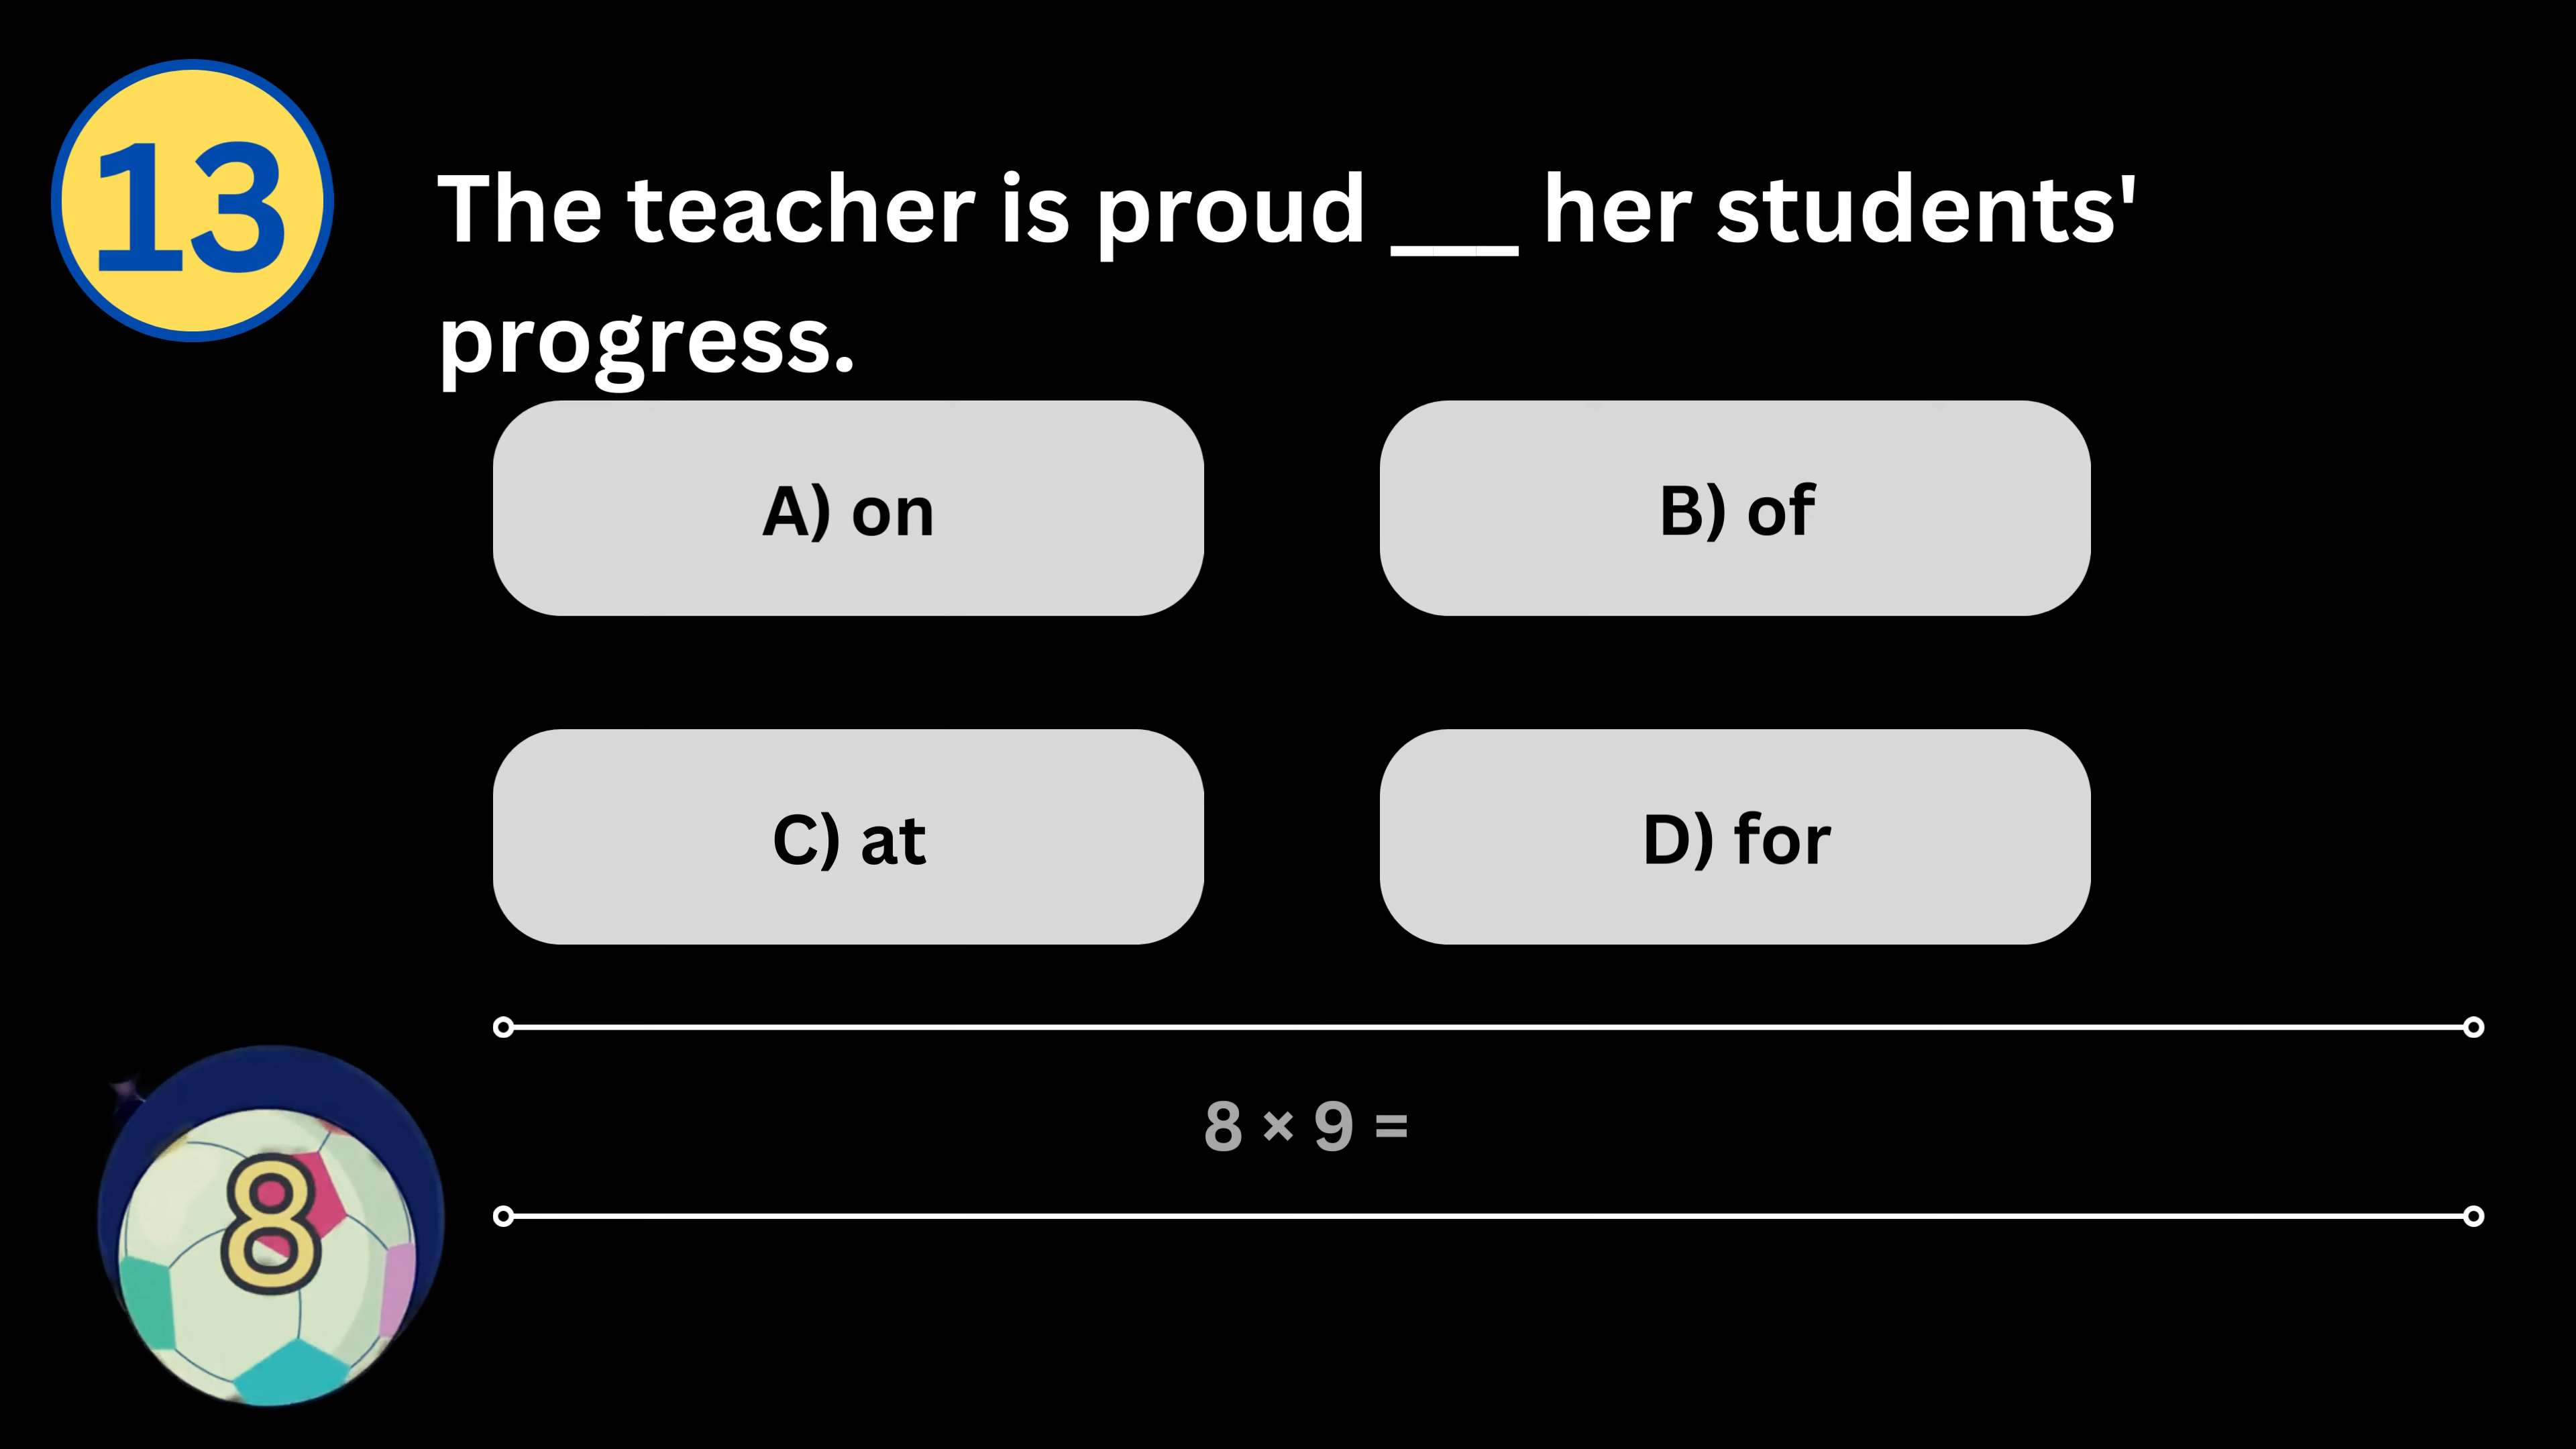 13
The teacher is proud ___ her students'
progress.
A) on
B) of
C) at
D) for
8 × 9 =
8